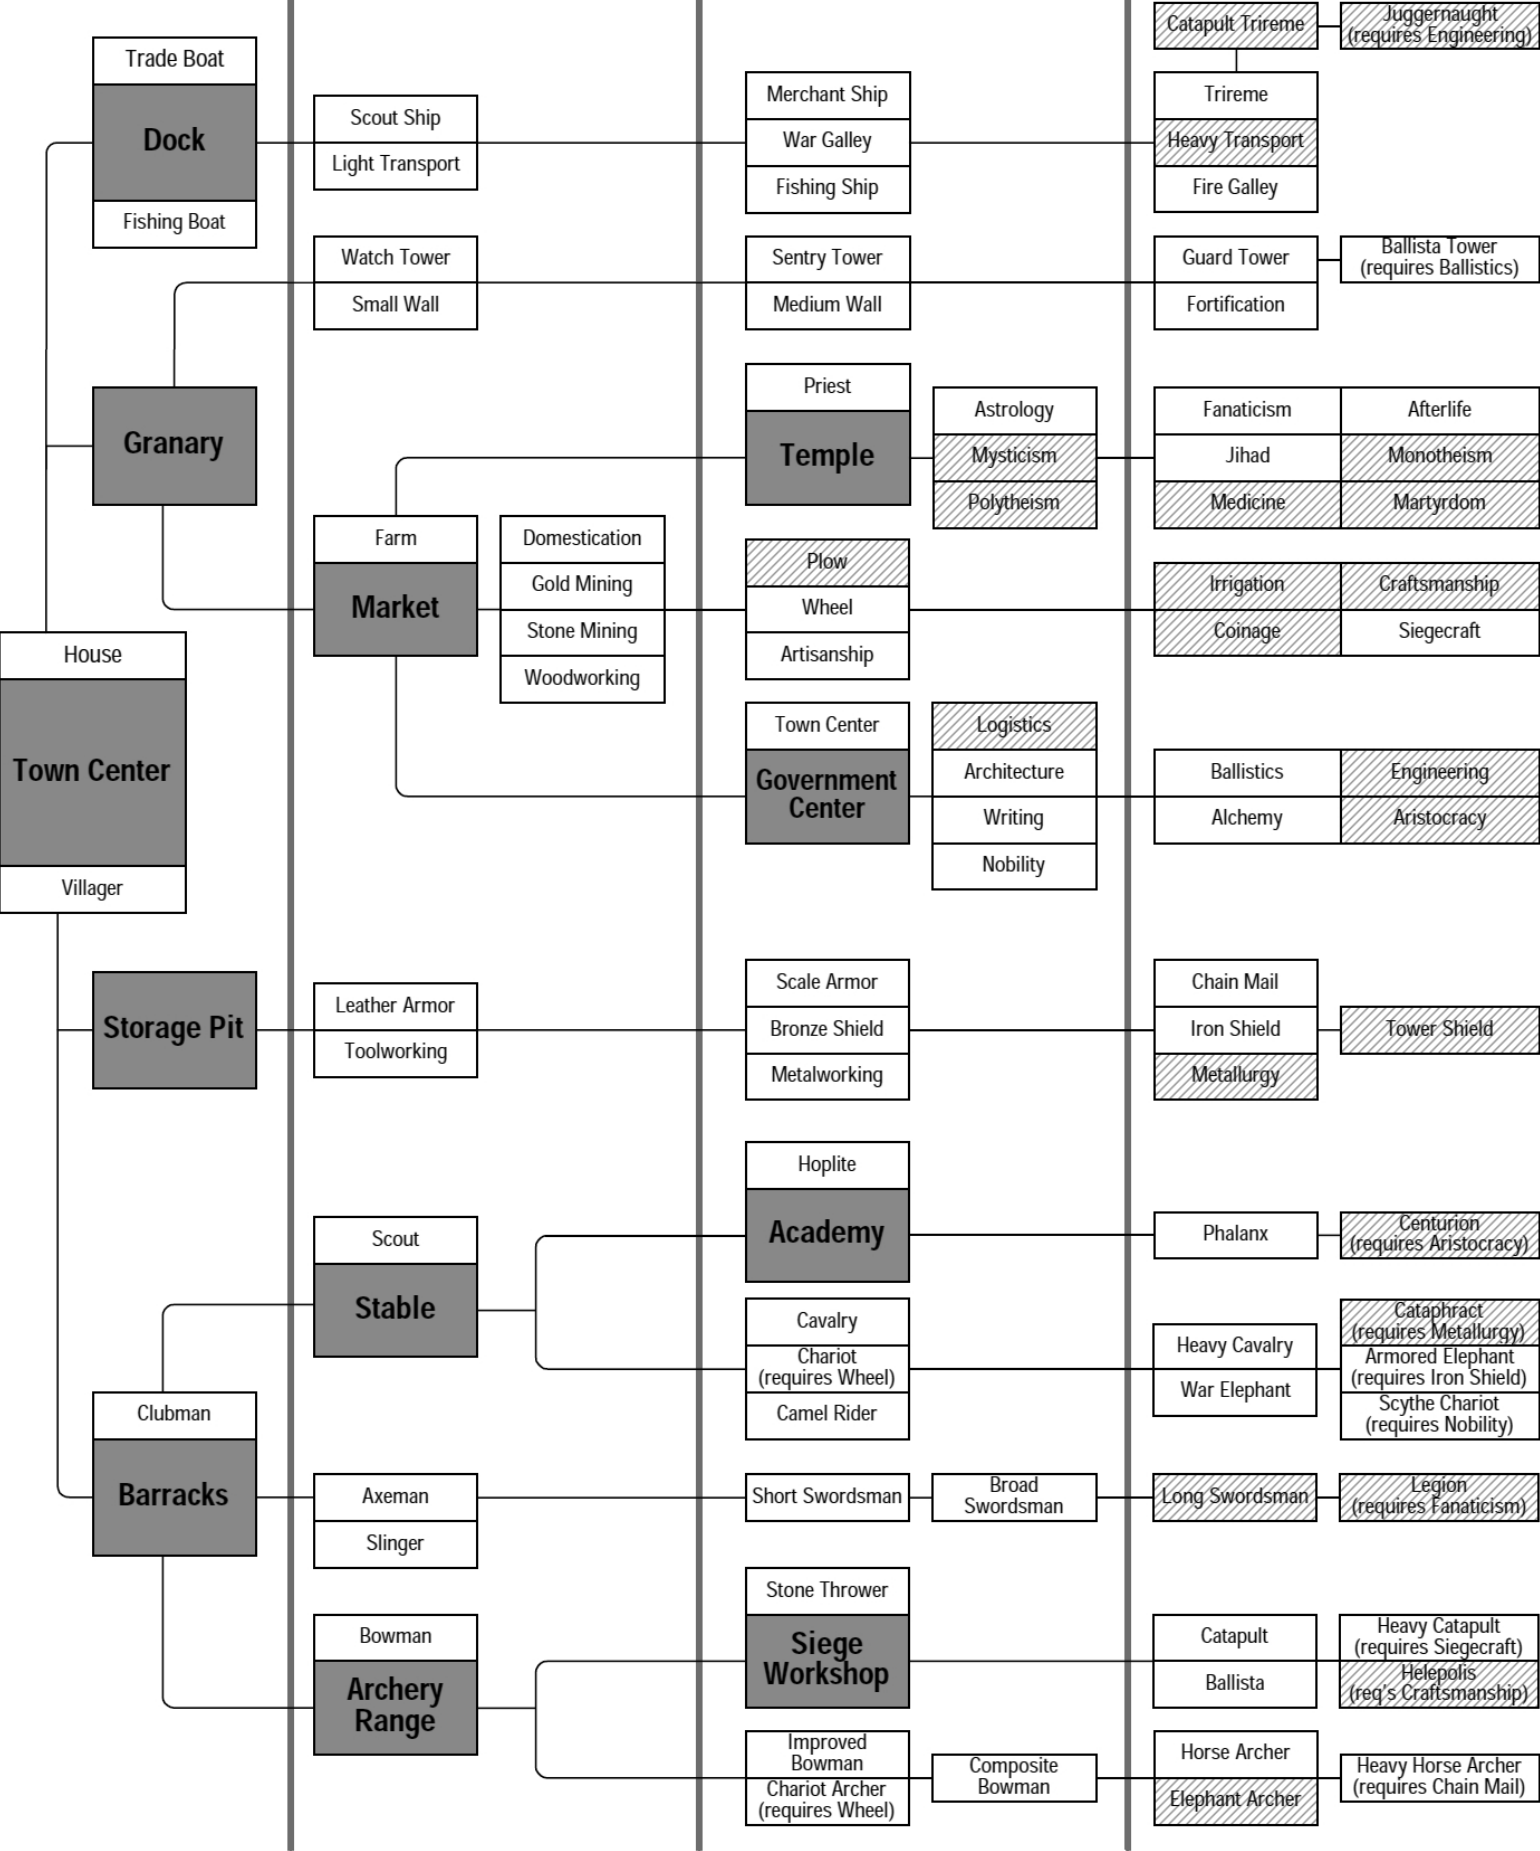 Trade Boat
Dock
Fishing Boat
Scout Ship
Light Transport
Merchant Ship
War Galley
Fishing Ship
Catapult Trireme
Juggernaught
(requires Engineering)
Trireme
Heavy Transport
Fire Galley
Watch Tower
Small Wall
Sentry Tower
Medium Wall
Guard Tower
Fortification
Ballista Tower
(requires Ballistics)
Granary
Priest
Temple
Astrology
Mysticism
Polytheism
Fanaticism
Jihad
Medicine
Afterlife
Monotheism
Martyrdom
Farm
Market
Domestication
Gold Mining
Stone Mining
Woodworking
Plow
Wheel
Artisanship
Irrigation
Coinage
Craftsmanship
Siegecraft
House
Town Center
Villager
Town Center
Government
Center
Logistics
Architecture
Writing
Nobility
Ballistics
Alchemy
Engineering
Aristocracy
Storage Pit
Leather Armor
Toolworking
Scale Armor
Bronze Shield
Metalworking
Chain Mail
Iron Shield
Metallurgy
Tower Shield
Hoplite
Academy
Phalanx
Centurion
(requires Aristocracy)
Scout
Stable
Cavalry
Chariot
(requires Wheel)
Camel Rider
Heavy Cavalry
War Elephant
Cataphract
(requires Metallurgy)
Armored Elephant
(requires Iron Shield)
Scythe Chariot
(requires Nobility)
Clubman
Barracks
Axeman
Slinger
Short Swordsman
Broad
Swordsman
Long Swordsman
Legion
(requires Fanaticism)
Bowman
Archery
Range
Stone Thrower
Siege
Workshop
Catapult
Ballista
Heavy Catapult
(requires Siegecraft)
Helepolis
(req's Craftsmanship)
Improved
Bowman
Chariot Archer
(requires Wheel)
Composite
Bowman
Horse Archer
Elephant Archer
Heavy Horse Archer
(requires Chain Mail)